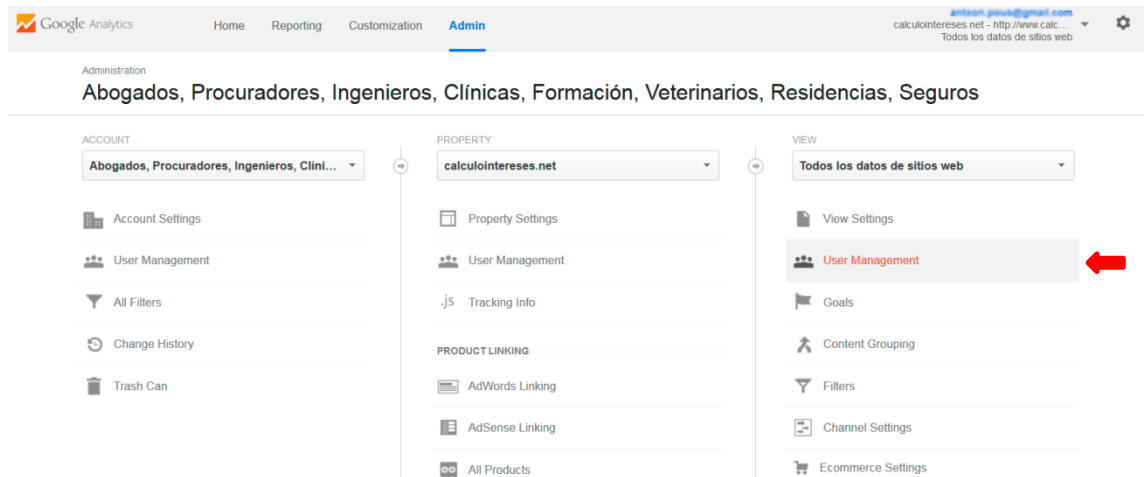 Google Analytics
Home
Reporting
Customization
Admin
calculointereses.net - http://www.calc...
Todos los datos de sitios web
Administration
Abogados, Procuradores, Ingenieros, Clínicas, Formación, Veterinarios, Residencias, Seguros
ACCOUNT
Abogados, Procuradores, Ingenieros, Clini...
Account Settings
User Management
All Filters
Change History
Trash Can
PROPERTY
calculointereses.net
Property Settings
User Management
.js Tracking Info
PRODUCT LINKING
AdWords Linking
AdSense Linking
All Products
VIEW
Todos los datos de sitios web
View Settings
User Management
Goals
Content Grouping
Filters
Channel Settings
Ecommerce Settings